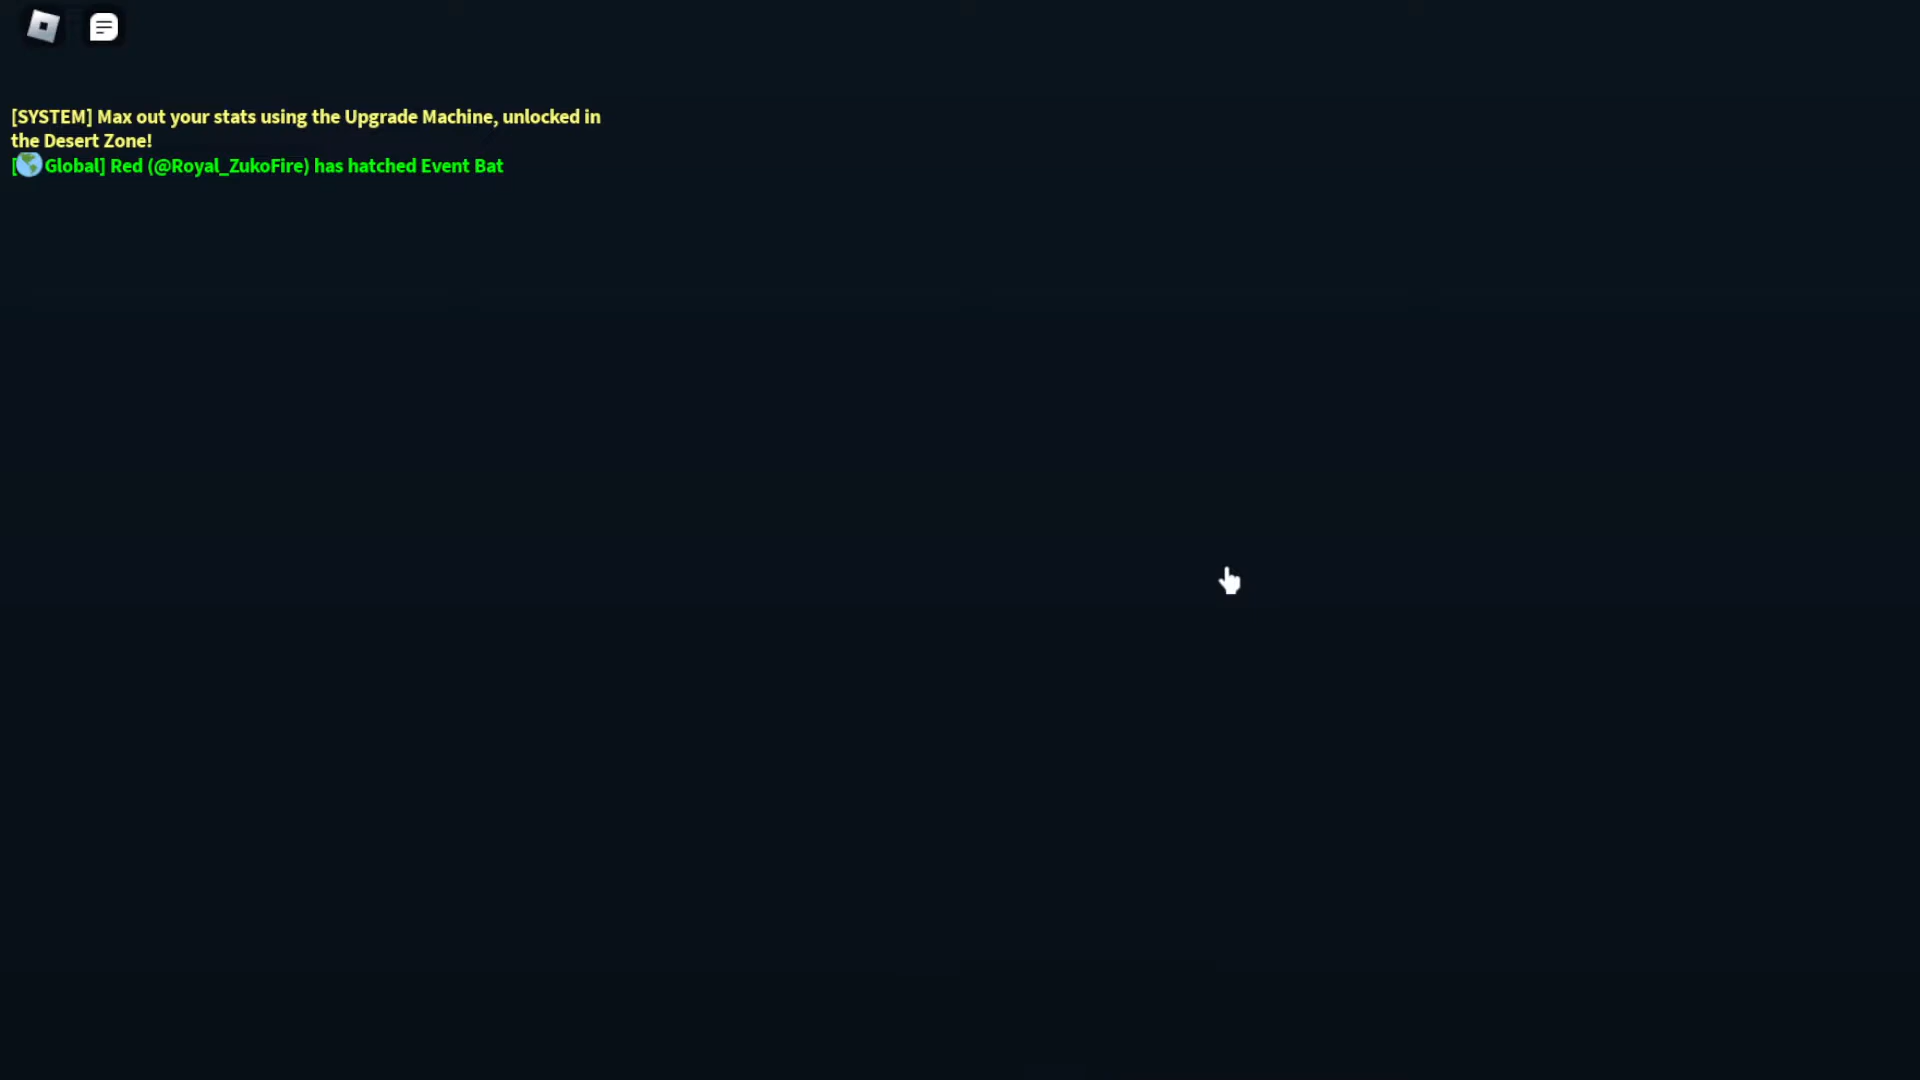 [SYSTEM] Max out your stats using the Upgrade Machine, unlocked in
the Desert Zone!
[🌎Global] Red (@Royal_ZukoFire) has hatched Event Bat